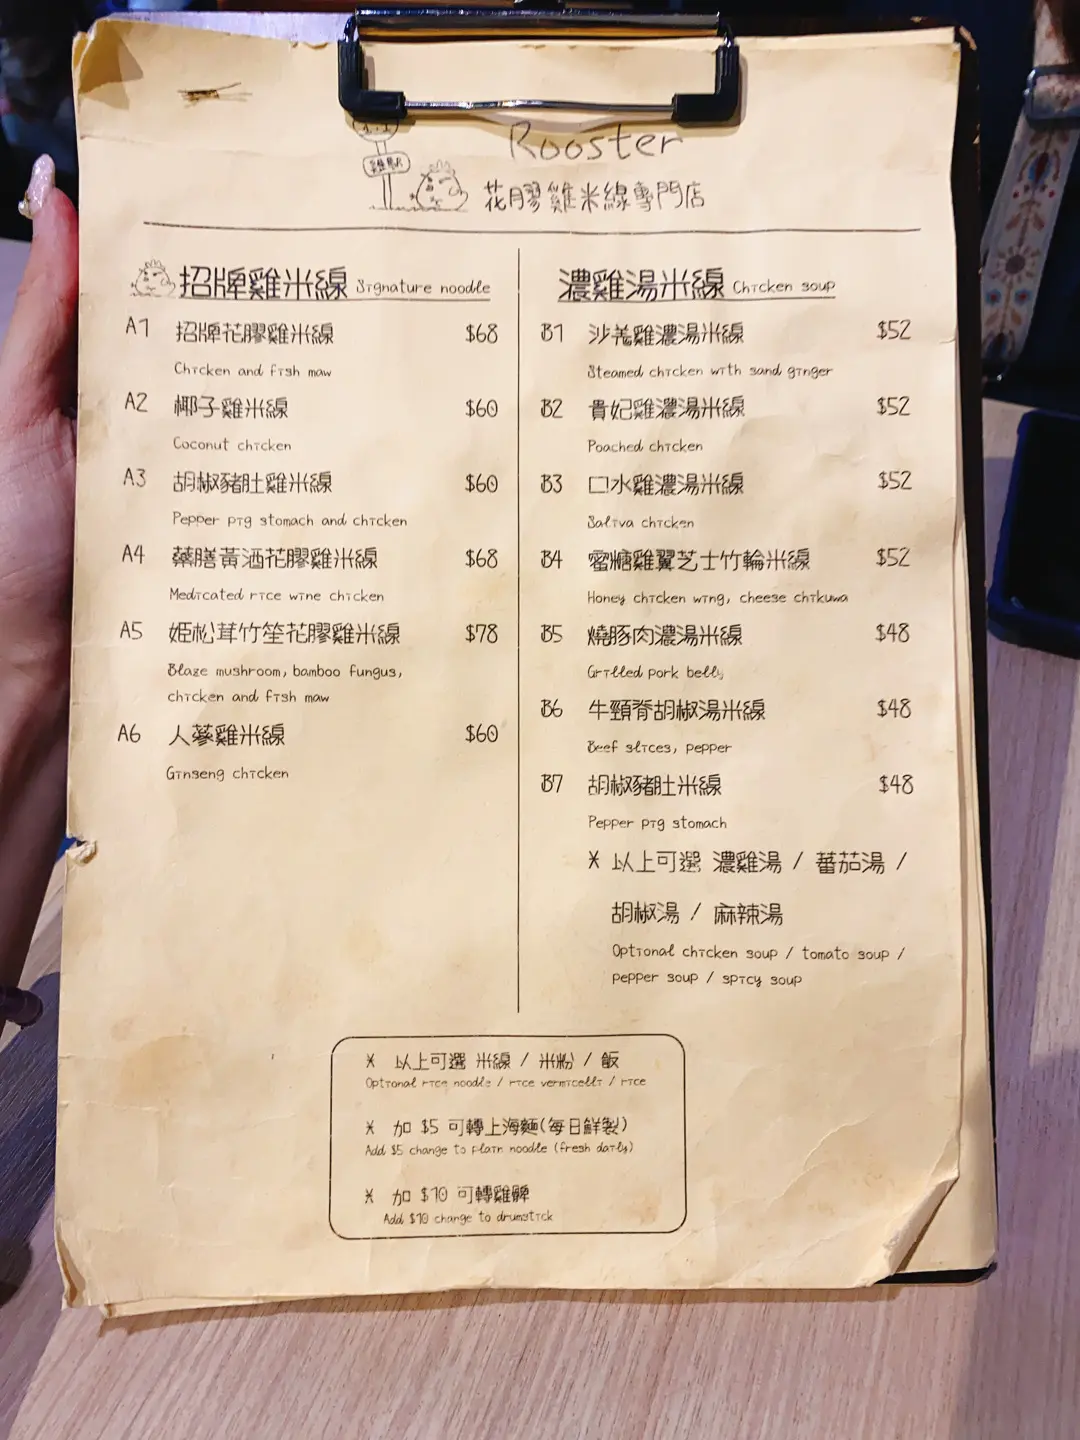 雞駅
Rooster
花膠雞米線專門店
招牌雞米線 Signature noodle
A1 招牌花膠雞米線 $68
Chicken and fish maw
A2 椰子雞米線 $60
Coconut chicken
A3 胡椒豬肚雞米線 $60
Pepper pig stomach and chicken
A4 藥膳黃酒花膠雞米線 $68
Medicated rice wine chicken
A5 姬松茸竹笙花膠雞米線 $78
Blaze mushroom, bamboo fungus,
chicken and fish maw
A6 人蔘雞米線 $60
Ginseng chicken
濃雞湯米線 Chicken soup
B1 沙羗雞濃湯米線 $52
Steamed chicken with sand ginger
B2 貴妃雞濃湯米線 $52
Poached chicken
B3 口水雞濃湯米線 $52
Saliva chicken
B4 蜜糖雞翼芝士竹輪米線 $52
Honey chicken wing, cheese chikuwa
B5 燒豚肉濃湯米線 $48
Grilled pork belly
B6 牛頸脊胡椒湯米線 $48
Beef slices, pepper
B7 胡椒豬肚米線 $48
Pepper pig stomach
* 以上可選 濃雞湯 / 蕃茄湯 /
胡椒湯 / 麻辣湯
Optional chicken soup / tomato soup /
pepper soup / spicy soup
* 以上可選 米線 / 米粉 / 飯
Optional rice noodle / rice vermicelli / rice
* 加 $5 可轉上海麵(每日鮮製)
Add $5 change to plain noodle (fresh daily)
* 加 $10 可轉雞髀
Add $10 change to drumstick